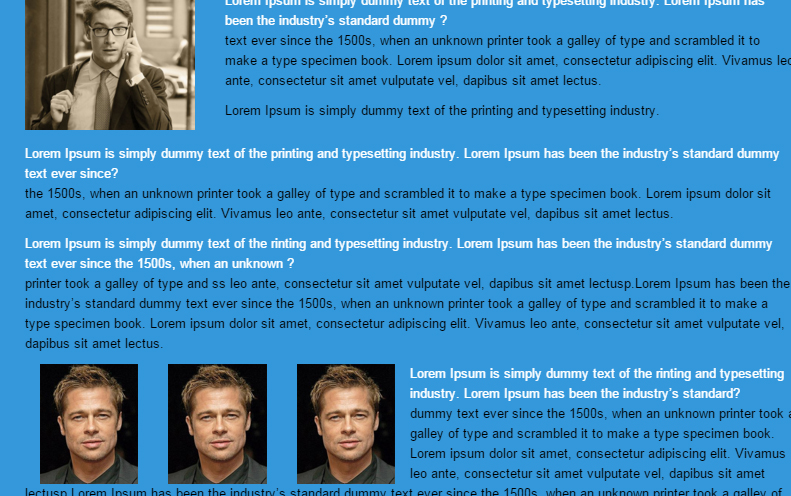 Lorem Ipsum is simply dummy text of the printing and typesetting industry. Lorem Ipsum has
been the industry's standard dummy ?
text ever since the 1500s, when an unknown printer took a galley of type and scrambled it to
make a type specimen book. Lorem ipsum dolor sit amet, consectetur adipiscing elit. Vivamus leo
ante, consectetur sit amet vulputate vel, dapibus sit amet lectus.
Lorem Ipsum is simply dummy text of the printing and typesetting industry.
Lorem Ipsum is simply dummy text of the printing and typesetting industry. Lorem Ipsum has been the industry's standard dummy
text ever since?
the 1500s, when an unknown printer took a galley of type and scrambled it to make a type specimen book. Lorem ipsum dolor sit
amet, consectetur adipiscing elit. Vivamus leo ante, consectetur sit amet vulputate vel, dapibus sit amet lectus.
Lorem Ipsum is simply dummy text of the rinting and typesetting industry. Lorem Ipsum has been the industry's standard dummy
text ever since the 1500s, when an unknown ?
printer took a galley of type and ss leo ante, consectetur sit amet vulputate vel, dapibus sit amet lectusp.Lorem Ipsum has been the
industry's standard dummy text ever since the 1500s, when an unknown printer took a galley of type and scrambled it to make a
type specimen book. Lorem ipsum dolor sit amet, consectetur adipiscing elit. Vivamus leo ante, consectetur sit amet vulputate vel,
dapibus sit amet lectus.
Lorem Ipsum is simply dummy text of the rinting and typesetting
industry. Lorem Ipsum has been the industry's standard?
dummy text ever since the 1500s, when an unknown printer took a
galley of type and scrambled it to make a type specimen book.
Lorem ipsum dolor sit amet, consectetur adipiscing elit. Vivamus
leo ante, consectetur sit amet vulputate vel, dapibus sit amet
lectusp.Lorem Ipsum has been the industry's standard dummy text ever since the 1500s, when an unknown printer took a galley of